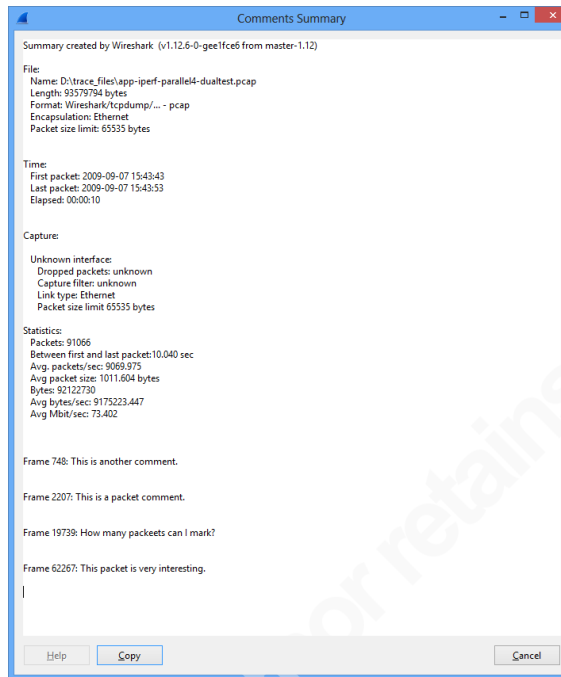 Comments Summary
Summary created by Wireshark (v1.12.6-0-gee1fce6 from master-1.12)
File:
Name: D:\trace_files\app-iperf-parallel4-dualtest.pcap
Length: 93579794 bytes
Format: Wireshark/tcpdump/... - pcap
Encapsulation: Ethernet
Packet size limit: 65535 bytes
Time:
First packet: 2009-09-07 15:43:43
Last packet: 2009-09-07 15:43:53
Elapsed: 00:00:10
Capture:
Unknown interface:
Dropped packets: unknown
Capture filter: unknown
Link type: Ethernet
Packet size limit 65535 bytes
Statistics:
Packets: 91066
Between first and last packet:10.040 sec
Avg. packets/sec: 9069.975
Avg packet size: 1011.604 bytes
Bytes: 92122730
Avg bytes/sec: 9175223.447
Avg Mbit/sec: 73.402
Frame 748: This is another comment.
Frame 2207: This is a packet comment.
Frame 19739: How many packeets can I mark?
Frame 62267: This packet is very interesting.
Help
Copy
Cancel
or retains